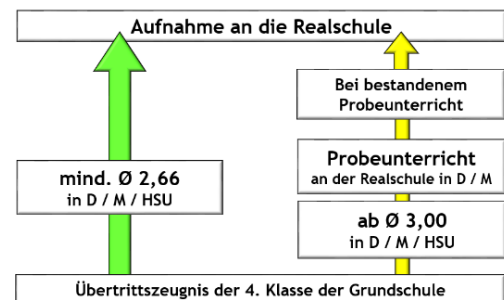 Aufnahme an die Realschule
Bei bestandenem
Probeunterricht
Probeunterricht
an der Realschule in D / M
mind. Ø 2,66
in D / M / HSU
ab Ø 3,00
in D / M / HSU
Übertrittszeugnis der 4. Klasse der Grundschule